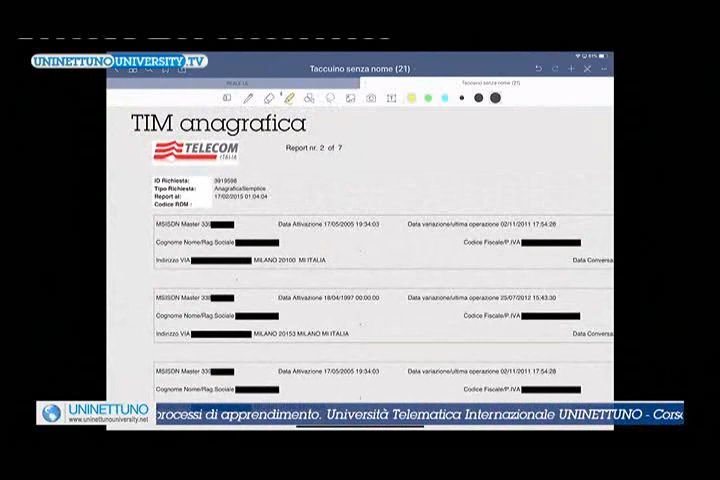 UNINETTUNOUNIVERSITY.TV
Taccuino senza nome (21)
Taccuino senza nome (21)
TIM anagrafica
TELECOM
ITALIA
Report nr. 2 of 7
ID Richiesta: 3919598
Tipo Richiesta: AnagraficaSemplice
Report al: 17/02/2015 01:04:04
Codice RDM :
MSISDN Master 339 Data Attivazione 17/05/2005 19:34:03 Data variazione/ultima operazione 02/11/2011 17:54:28
Cognome Nome/Rag.Sociale Codice Fiscale/P.IVA
Indirizzo VIA MILANO 20100 MI ITALIA Data Conversa
MSISDN Master 338 Data Attivazione 18/04/1997 00:00:00 Data variazione/ultima operazione 25/07/2012 15:43:30
Cognome Nome/Rag.Sociale Codice Fiscale/P.IVA
Indirizzo VIA MILANO 20153 MILANO MI ITALIA Data Conversa
MSISDN Master Data Attivazione 17/05/2005 19:34:03 Data variazione/ultima operazione 02/11/2011 17:54:28
Cognome Nome/Rag.Sociale Codice Fiscale/P.IVA
UNINETTUNO
www.uninettunouniversity.net
processi di apprendimento. Università Telematica Internazionale UNINETTUNO - Corso